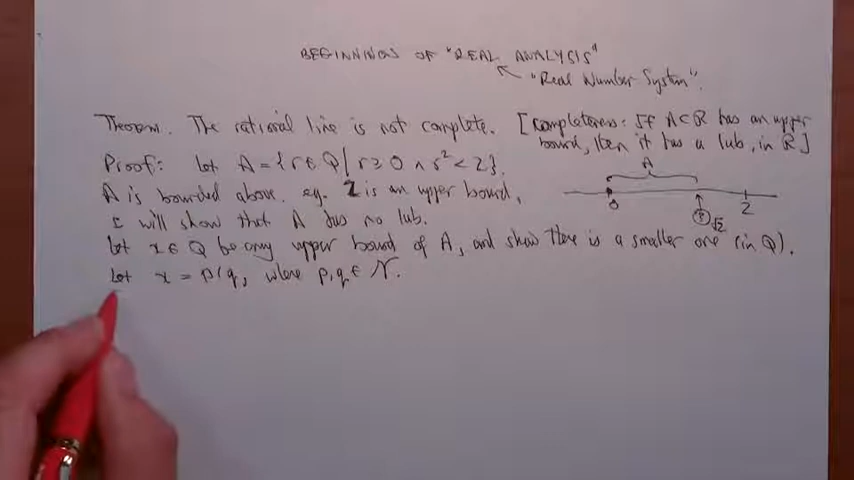 BEGINNINGS OF "REAL ANALYSIS"
"Real Number System".
Theorem. The rational line is not complete. [Completeness: If A⊂R has an upper
bound, then it has a lub, in R]
Proof: Let A = {r∈Q | r≥0 ∧ r² < 2}.
A is bounded above. eg. 2 is an upper bound.
I will show that A has no lub.
Let x∈Q be any upper bound of A, and show there is a smaller one (in Q).
Let x = p/q, where p,q ∈ N.
A
0
? √2
2